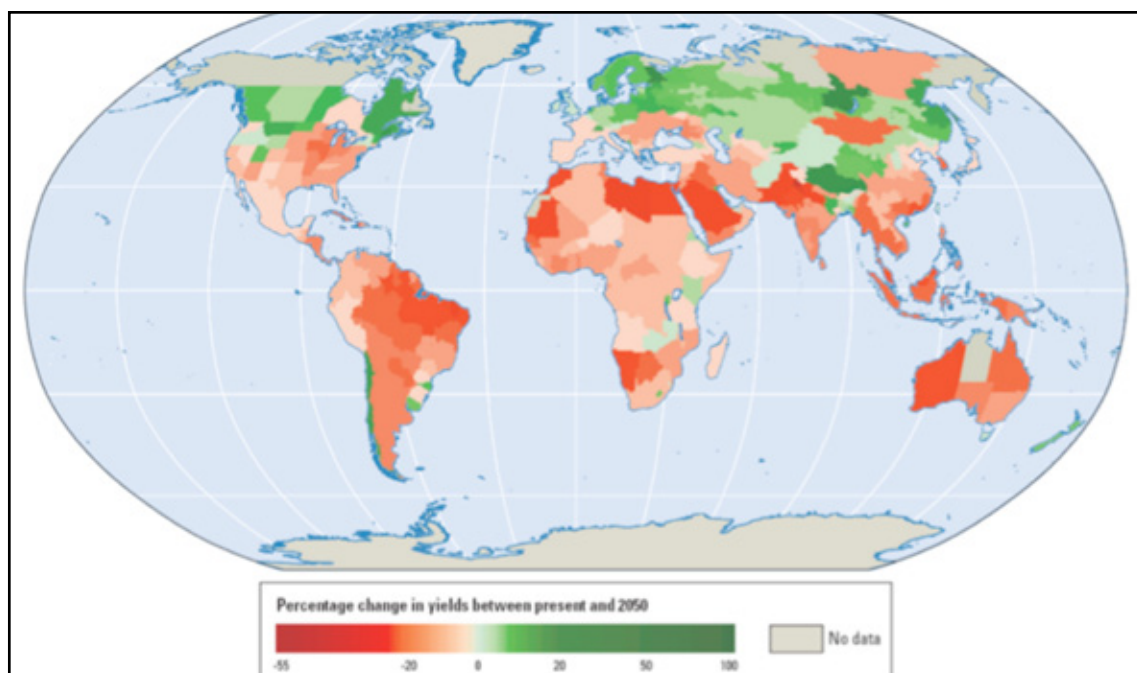 Percentage change in yields between present and 2050
-55 -20 0 20 50 100
No data